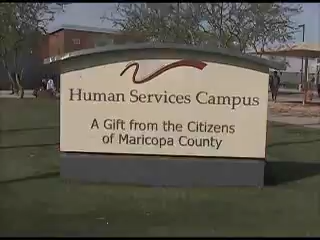 Human Services Campus
A Gift from the Citizens
of Maricopa County